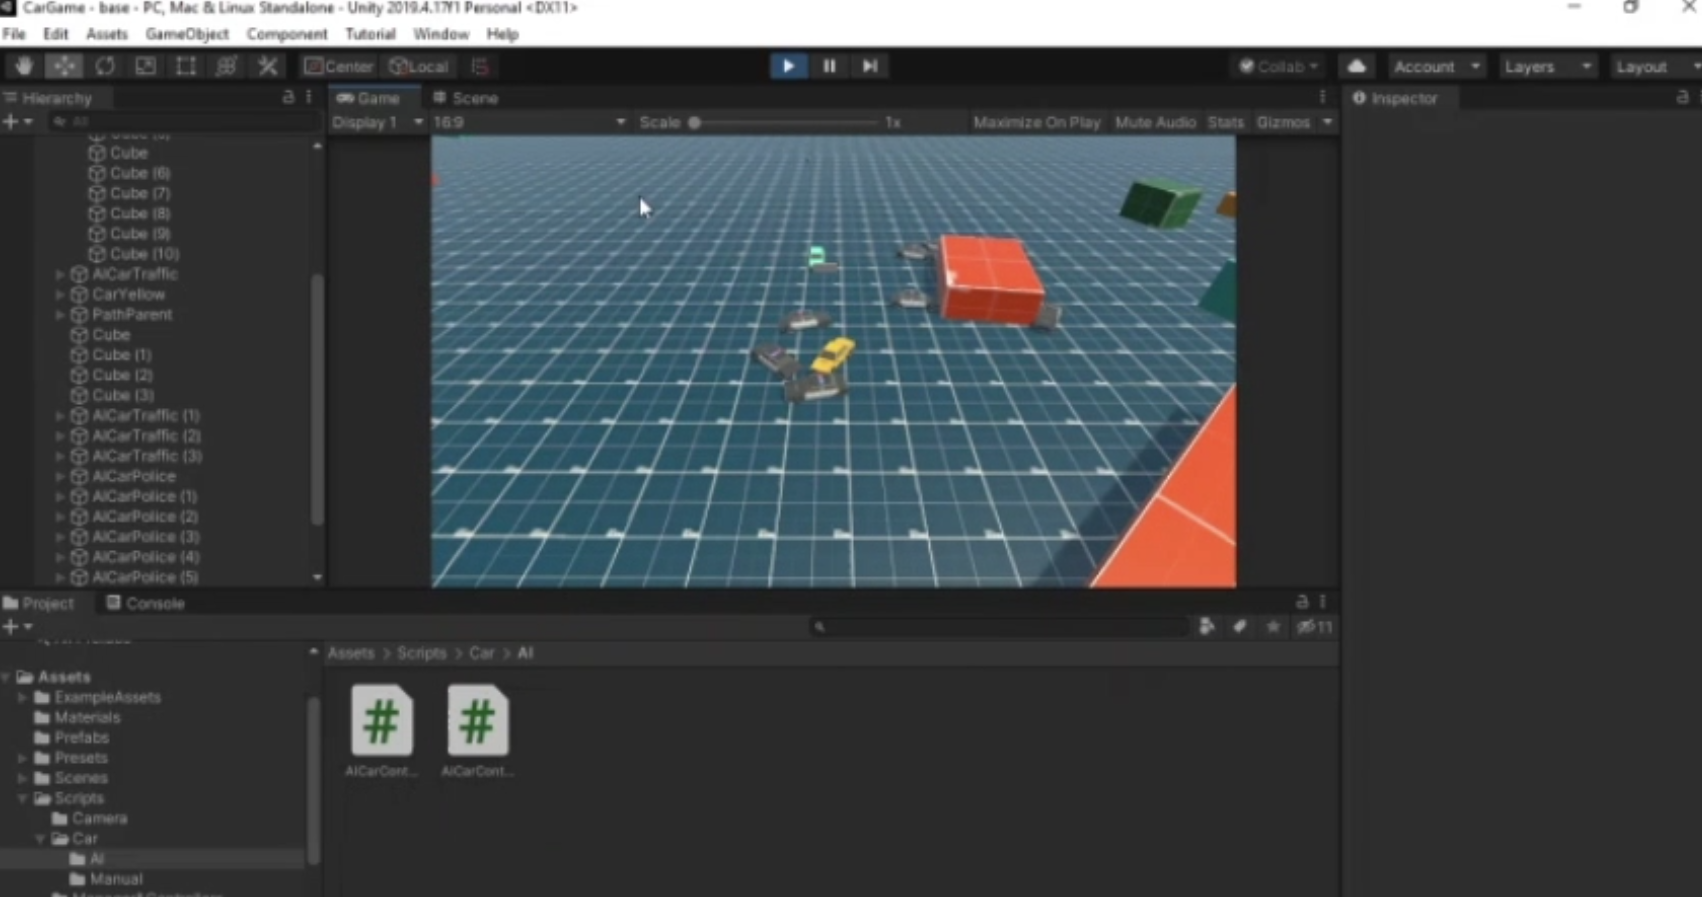 CarGame - base - PC, Mac & Linux Standalone - Unity 2019.4.17f1 Personal <DX11>
File Edit Assets GameObject Component Tutorial Window Help
Center Local Collab Account Layers Layout
Hierarchy Game Scene Inspector
All Display 1 16:9 Scale 1x Maximize On Play Mute Audio Stats Gizmos
Cube
Cube (6)
Cube (7)
Cube (8)
Cube (9)
Cube (10)
AICarTraffic
CarYellow
PathParent
Cube
Cube (1)
Cube (2)
Cube (3)
AICarTraffic (1)
AICarTraffic (2)
AICarTraffic (3)
AICarPolice
AICarPolice (1)
AICarPolice (2)
AICarPolice (3)
AICarPolice (4)
AICarPolice (5)
Project Console
11
Assets > Scripts > Car > AI
Assets
ExampleAssets
Materials
Prefabs
Presets
Scenes
Scripts
Camera
Car
AI
Manual
# #
AICarCont... AICarCont...